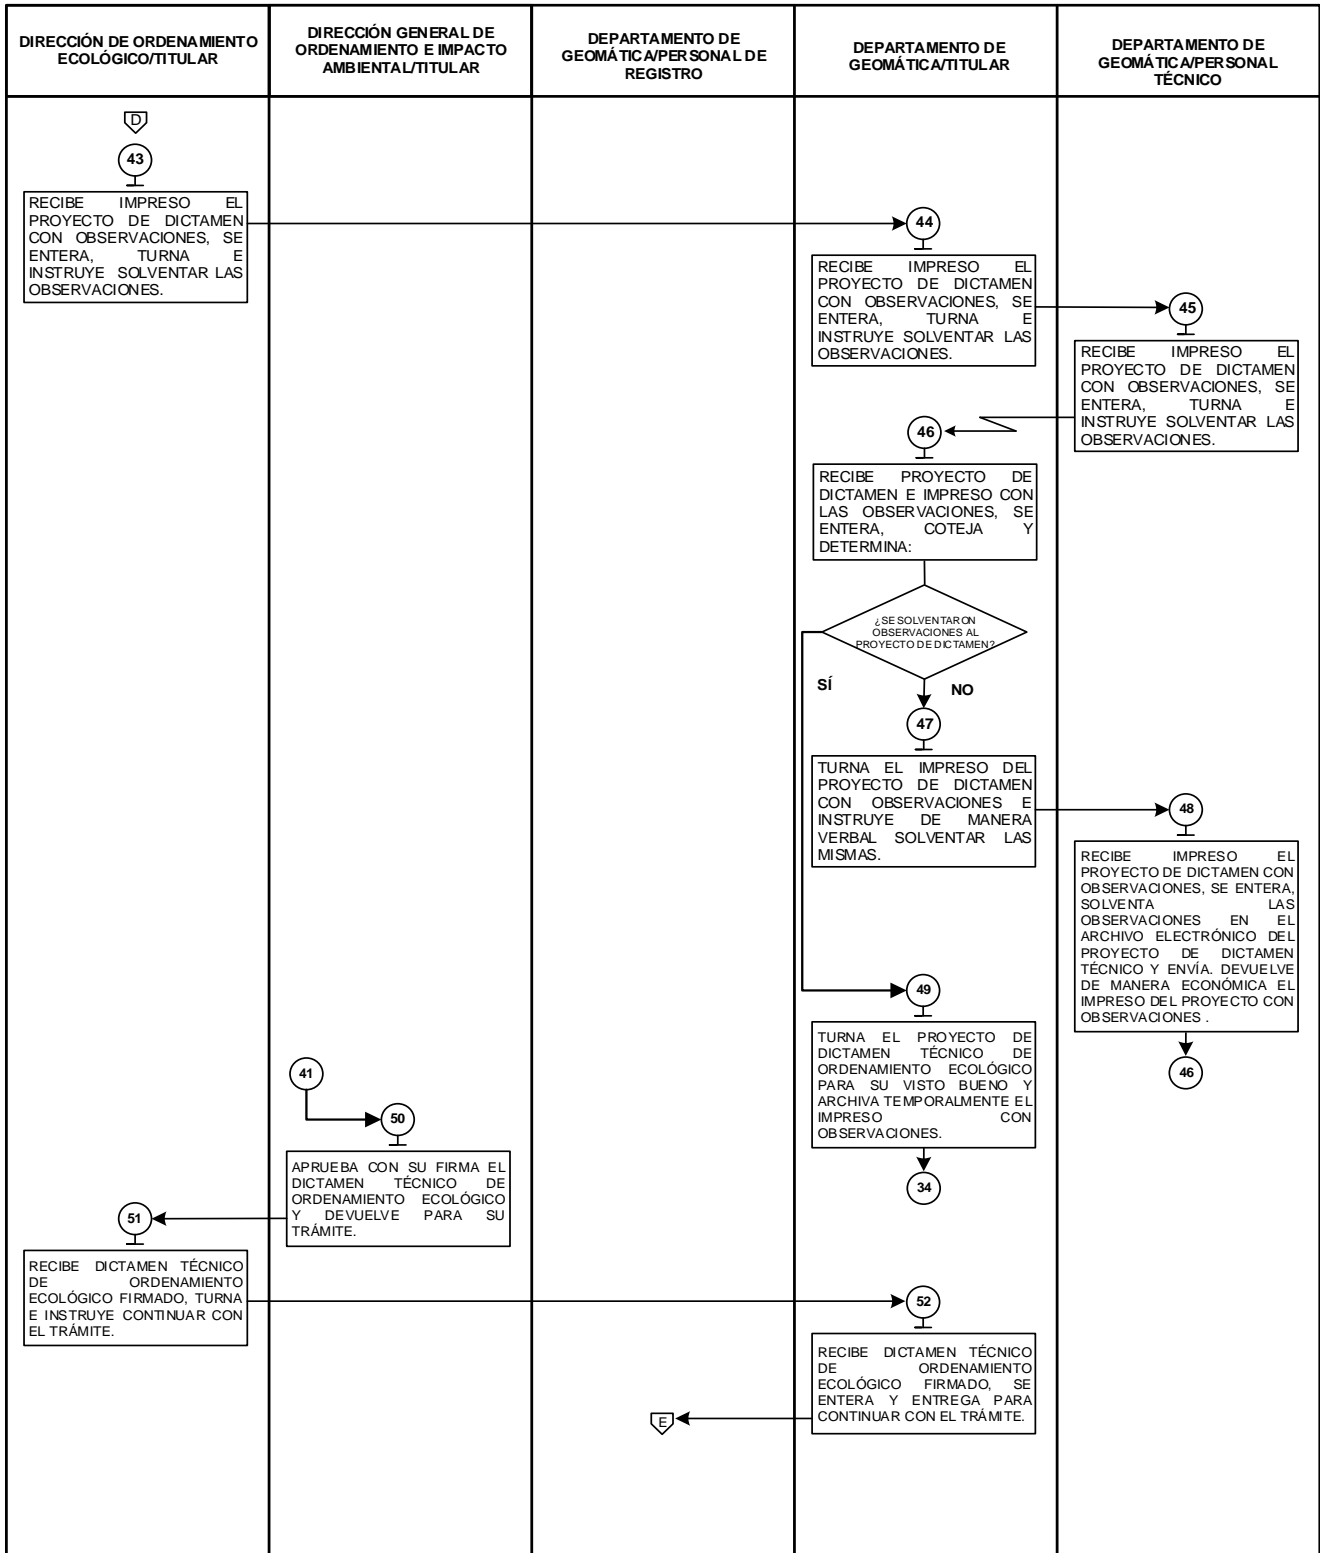 DIRECCIÓN DE ORDENAMIENTO
ECOLÓGICO/TITULAR
DIRECCIÓN GENERAL DE
ORDENAMIENTO E IMPACTO
AMBIENTAL/TITULAR
DEPARTAMENTO DE
GEOMÁTICA/PERSONAL DE
REGISTRO
DEPARTAMENTO DE
GEOMÁTICA/TITULAR
DEPARTAMENTO DE
GEOMÁTICA/PERSONAL
TÉCNICO
D
43
RECIBE IMPRESO EL
PROYECTO DE DICTAMEN
CON OBSERVACIONES, SE
ENTERA, TURNA E
INSTRUYE SOLVENTAR LAS
OBSERVACIONES.
44
RECIBE IMPRESO EL
PROYECTO DE DICTAMEN
CON OBSERVACIONES, SE
ENTERA, TURNA E
INSTRUYE SOLVENTAR LAS
OBSERVACIONES.
45
RECIBE IMPRESO EL
PROYECTO DE DICTAMEN
CON OBSERVACIONES, SE
ENTERA, TURNA E
INSTRUYE SOLVENTAR LAS
OBSERVACIONES.
46
RECIBE PROYECTO DE
DICTAMEN E IMPRESO CON
LAS OBSERVACIONES, SE
ENTERA, COTEJA Y
DETERMINA:
¿SE SOLVENTARON
OBSERVACIONES AL
PROYECTO DE DICTAMEN?
SÍ
NO
47
TURNA EL IMPRESO DEL
PROYECTO DE DICTAMEN
CON OBSERVACIONES E
INSTRUYE DE MANERA
VERBAL SOLVENTAR LAS
MISMAS.
48
RECIBE IMPRESO EL
PROYECTO DE DICTAMEN CON
OBSERVACIONES, SE ENTERA,
SOLVENTA LAS
OBSERVACIONES EN EL
ARCHIVO ELECTRÓNICO DEL
PROYECTO DE DICTAMEN
TÉCNICO Y ENVÍA. DEVUELVE
DE MANERA ECONÓMICA EL
IMPRESO DEL PROYECTO CON
OBSERVACIONES .
46
49
TURNA EL PROYECTO DE
DICTAMEN TÉCNICO DE
ORDENAMIENTO ECOLÓGICO
PARA SU VISTO BUENO Y
ARCHIVA TEMPORALMENTE EL
IMPRESO CON
OBSERVACIONES.
34
41
50
APRUEBA CON SU FIRMA EL
DICTAMEN TÉCNICO DE
ORDENAMIENTO ECOLÓGICO
Y DEVUELVE PARA SU
TRÁMITE.
51
RECIBE DICTAMEN TÉCNICO
DE ORDENAMIENTO
ECOLÓGICO FIRMADO, TURNA
E INSTRUYE CONTINUAR CON
EL TRÁMITE.
52
RECIBE DICTAMEN TÉCNICO
DE ORDENAMIENTO
ECOLÓGICO FIRMADO, SE
ENTERA Y ENTREGA PARA
CONTINUAR CON EL TRÁMITE.
E